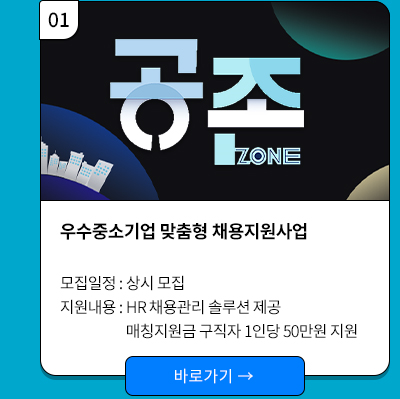 01
공존
ZONE
우수중소기업 맞춤형 채용지원사업
모집일정 : 상시 모집
지원내용 : HR 채용관리 솔루션 제공
매칭지원금 구직자 1인당 50만원 지원
바로가기 →